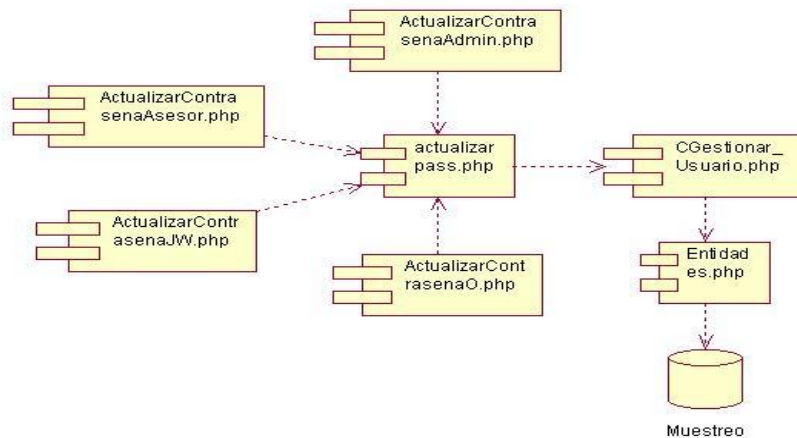 ActualizarContra
senaAdmin.php
ActualizarContra
senaAsesor.php
actualizar
pass.php
CGestionar_
Usuario.php
ActualizarContr
asenaJW.php
ActualizarCont
rasenaO.php
Entidad
es.php
Muestreo